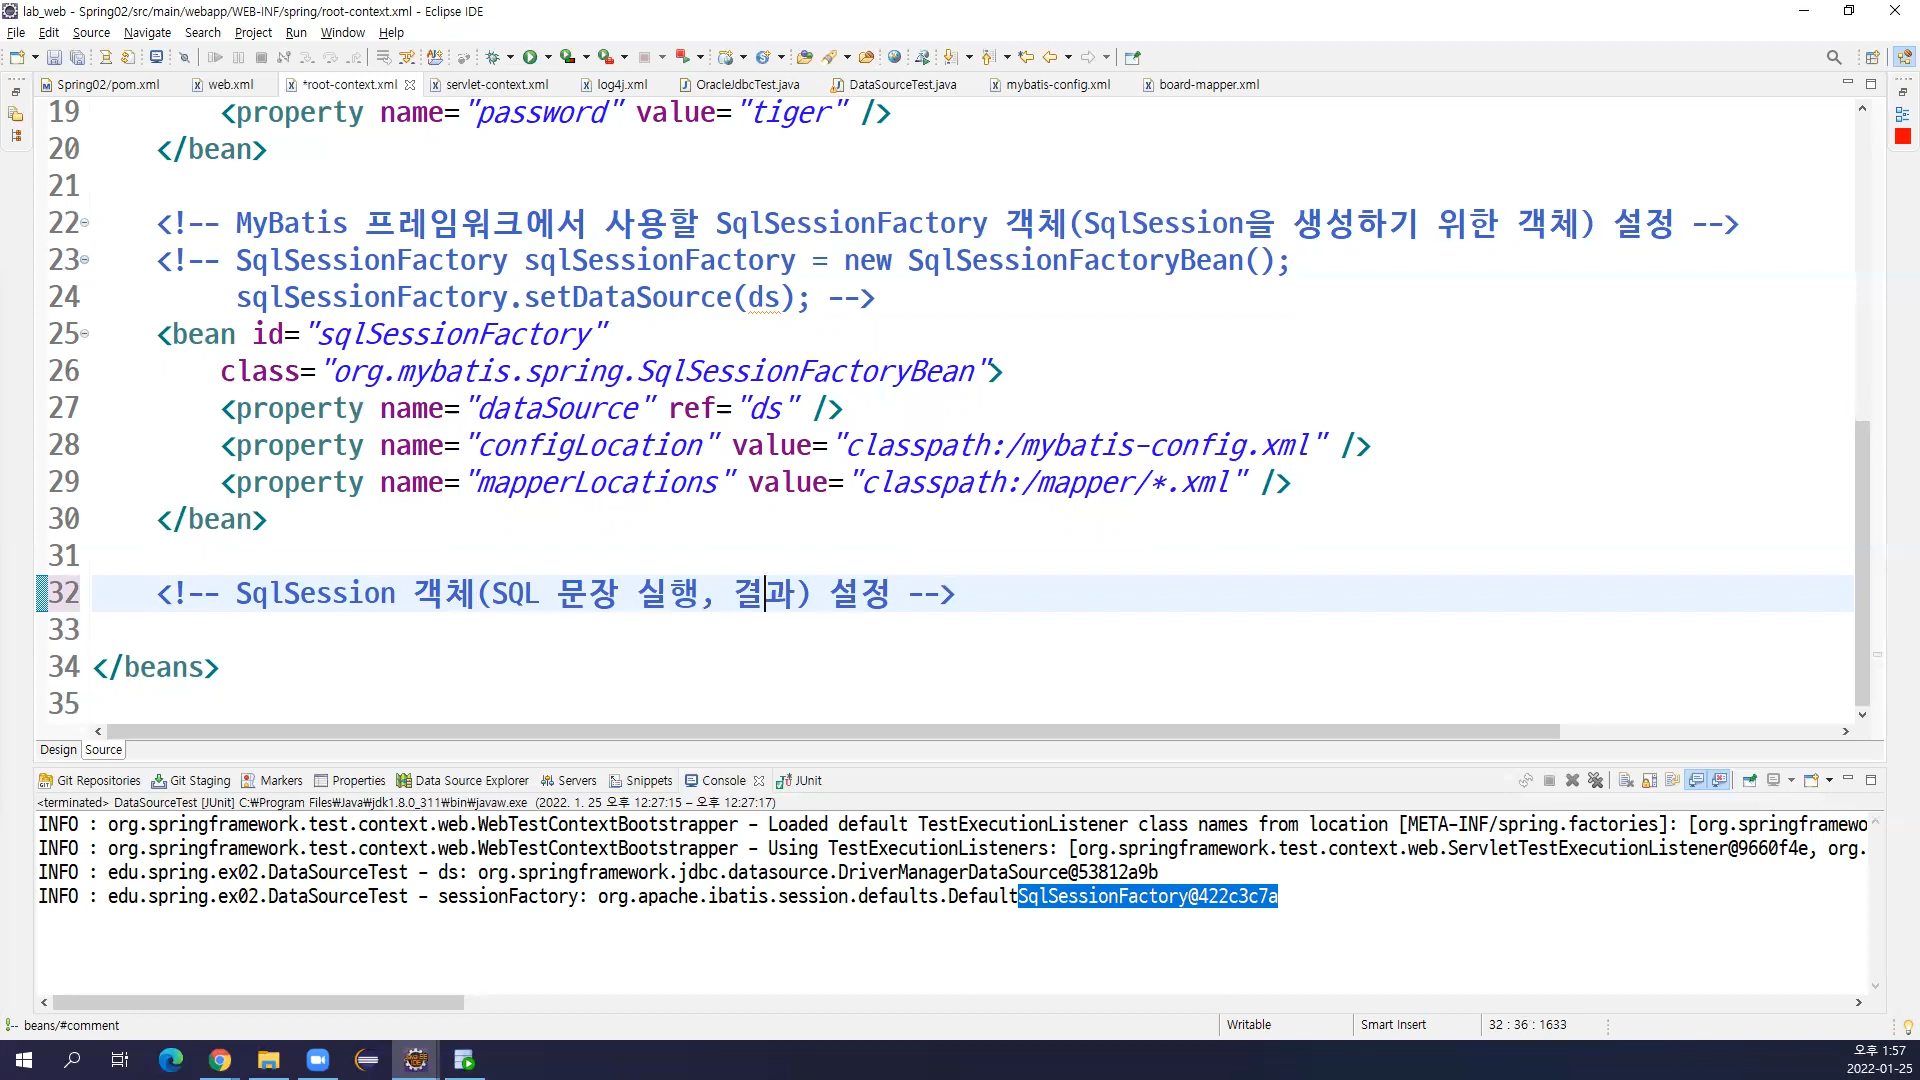 lab_web - Spring02/src/main/webapp/WEB-INF/spring/root-context.xml - Eclipse IDE
File Edit Source Navigate Search Project Run Window Help
Spring02/pom.xml web.xml *root-context.xml servlet-context.xml log4j.xml OracleJdbcTest.java DataSourceTest.java mybatis-config.xml board-mapper.xml
19 <property name="password" value="tiger" />
20 </bean>
21
22 <!-- MyBatis 프레임워크에서 사용할 SqlSessionFactory 객체(SqlSession을 생성하기 위한 객체) 설정 -->
23 <!-- SqlSessionFactory sqlSessionFactory = new SqlSessionFactoryBean();
24 sqlSessionFactory.setDataSource(ds); -->
25 <bean id="sqlSessionFactory"
26 class="org.mybatis.spring.SqlSessionFactoryBean">
27 <property name="dataSource" ref="ds" />
28 <property name="configLocation" value="classpath:/mybatis-config.xml" />
29 <property name="mapperLocations" value="classpath:/mapper/*.xml" />
30 </bean>
31
32 <!-- SqlSession 객체(SQL 문장 실행, 결과) 설정 -->
33
34 </beans>
35
Design Source
Git Repositories Git Staging Markers Properties Data Source Explorer Servers Snippets Console JUnit
<terminated> DataSourceTest [JUnit] C:₩Program Files₩Java₩jdk1.8.0_311₩bin₩javaw.exe (2022. 1. 25 오후 12:27:15 – 오후 12:27:17)
INFO : org.springframework.test.context.web.WebTestContextBootstrapper - Loaded default TestExecutionListener class names from location [META-INF/spring.factories]: [org.springframewo
INFO : org.springframework.test.context.web.WebTestContextBootstrapper - Using TestExecutionListeners: [org.springframework.test.context.web.ServletTestExecutionListener@9660f4e, org.
INFO : edu.spring.ex02.DataSourceTest - ds: org.springframework.jdbc.datasource.DriverManagerDataSource@53812a9b
INFO : edu.spring.ex02.DataSourceTest - sessionFactory: org.apache.ibatis.session.defaults.DefaultSqlSessionFactory@422c3c7a
beans/#comment Writable Smart Insert 32 : 36 : 1633
오후 1:57
2022-01-25